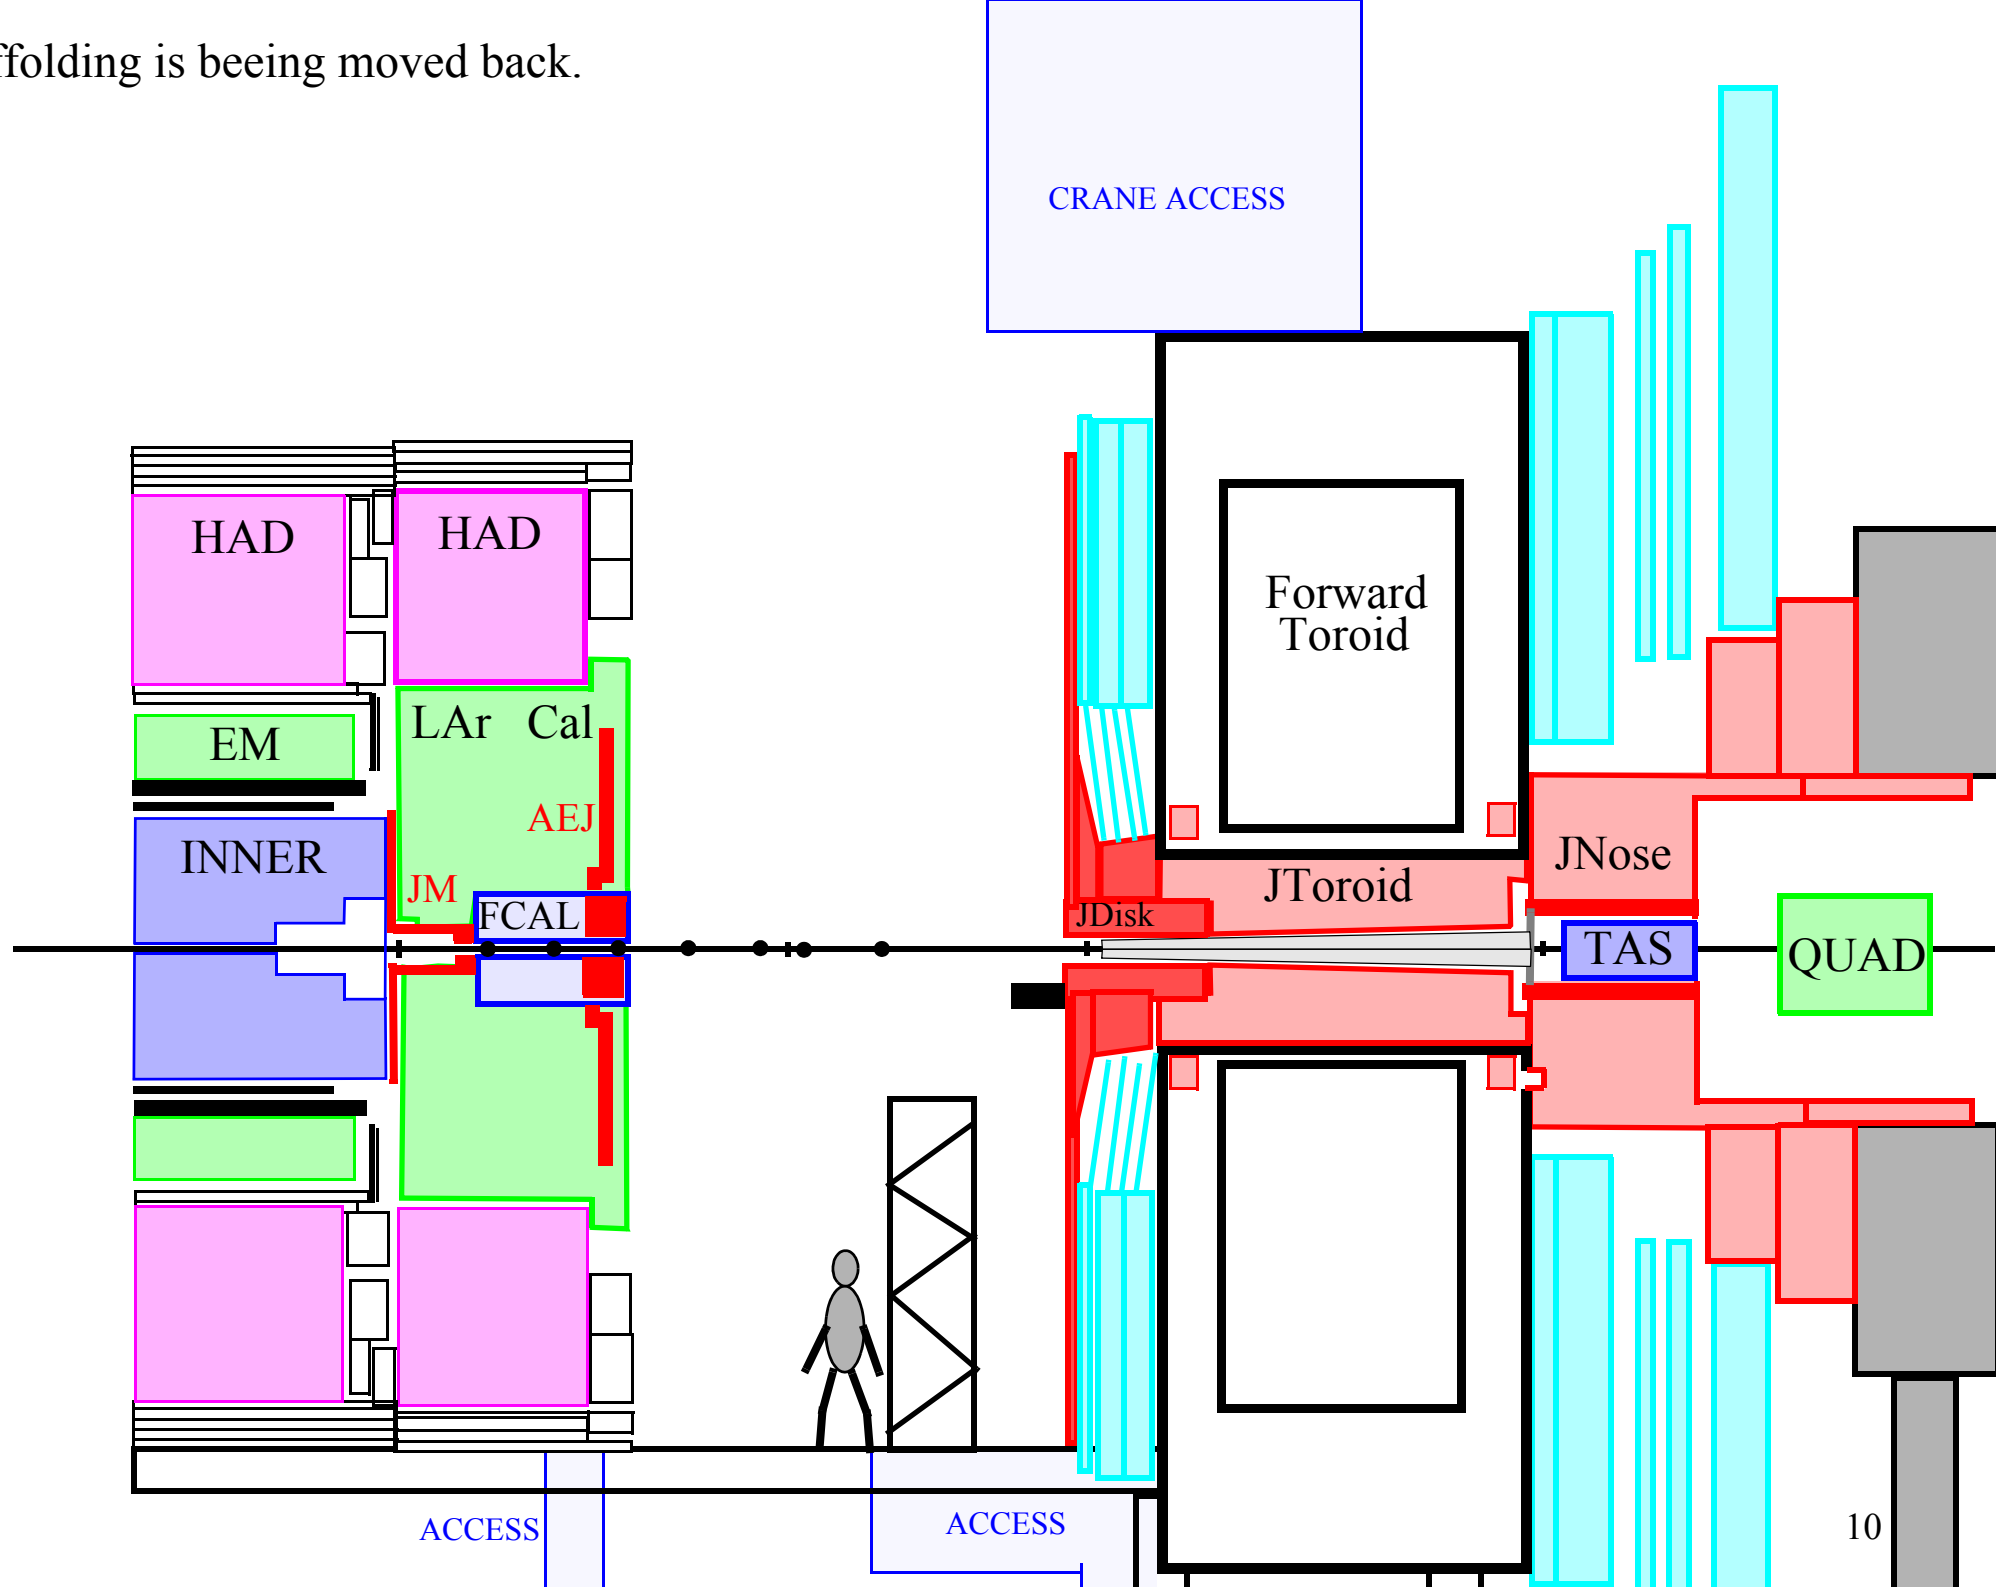 ffolding is beeing moved back.
CRANE ACCESS
HAD
HAD
Forward
Toroid
LAr Cal
EM
AEJ
INNER
JNose
JM
JToroid
FCAL
JDisk
TAS
QUAD
ACCESS
ACCESS
10